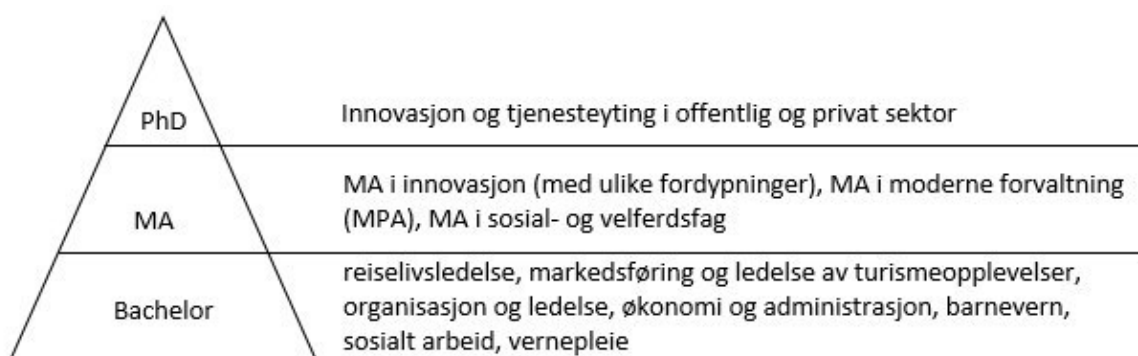 PhD
Innovasjon og tjenesteyting i offentlig og privat sektor
MA
MA i innovasjon (med ulike fordypninger), MA i moderne forvaltning
(MPA), MA i sosial- og velferdsfag
Bachelor
reiselivsledelse, markedsføring og ledelse av turismeopplevelser,
organisasjon og ledelse, økonomi og administrasjon, barnevern,
sosialt arbeid, vernepleie